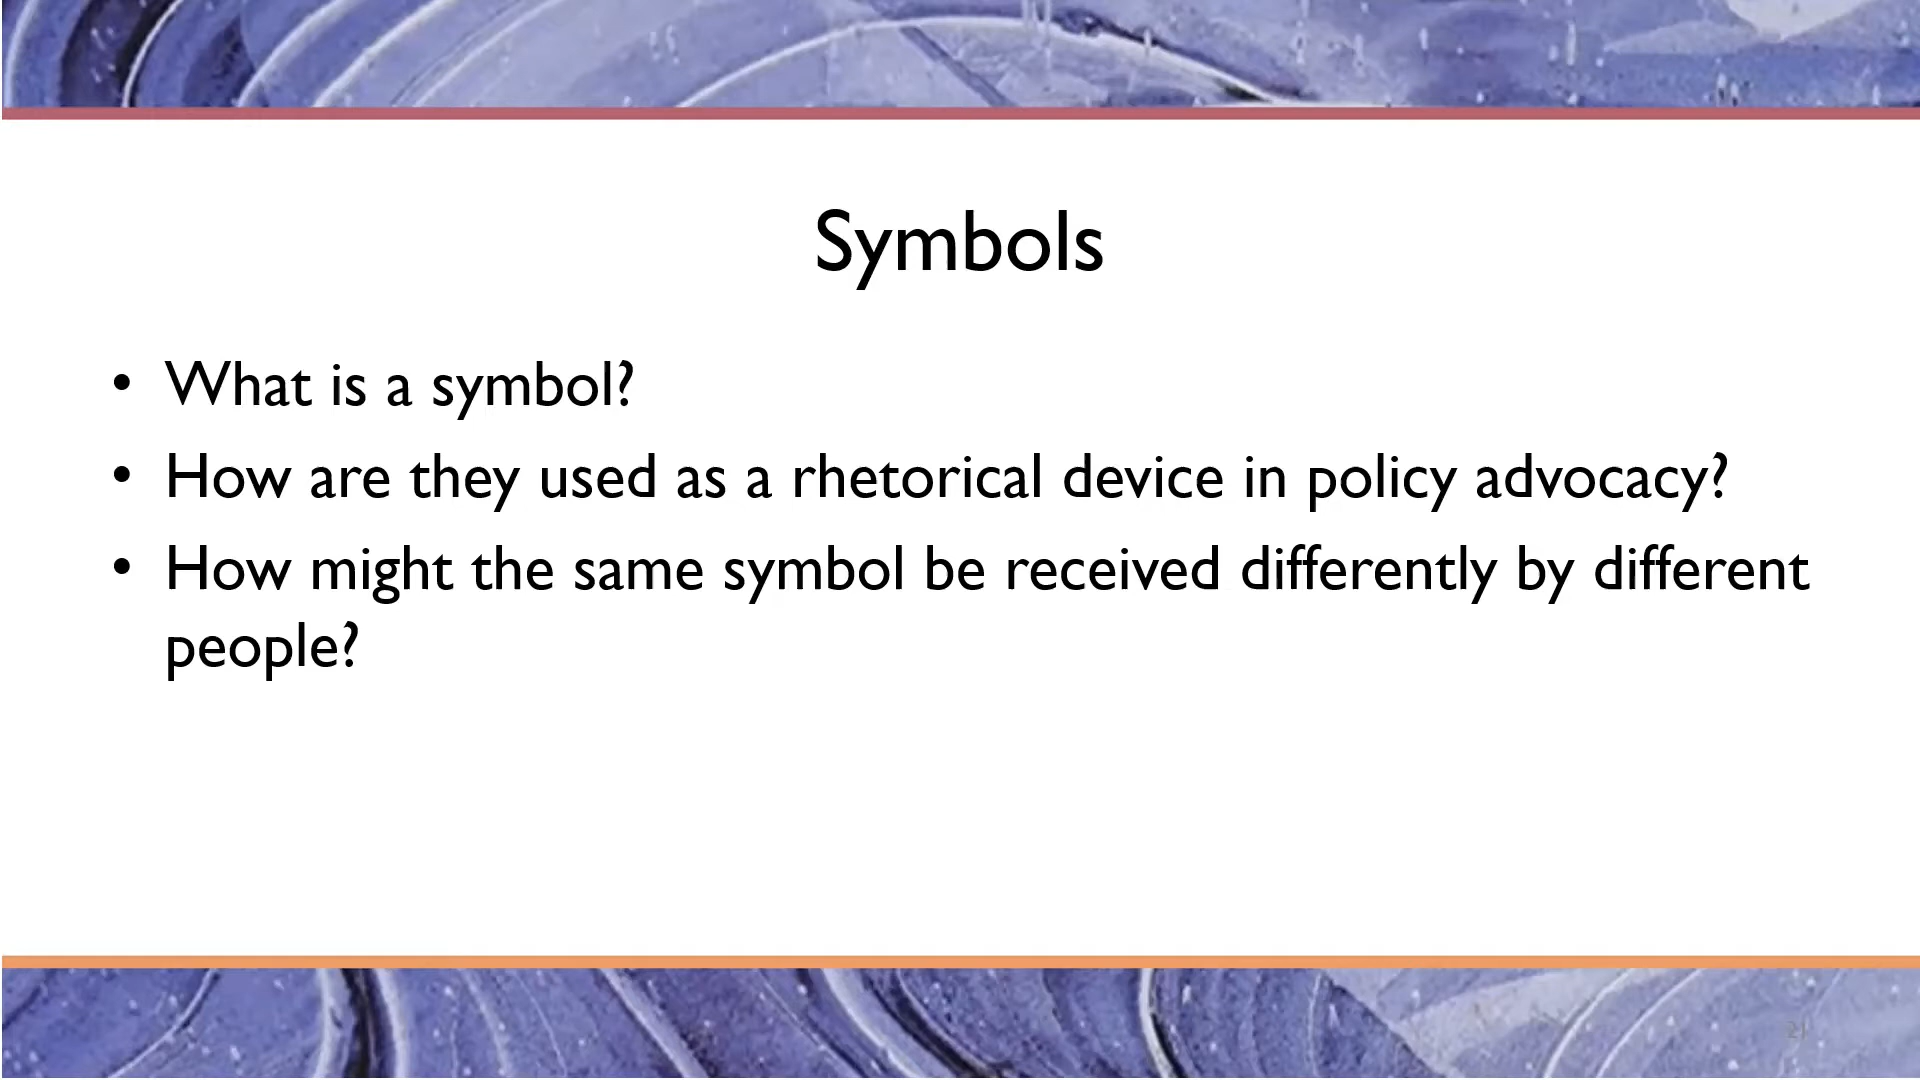 Symbols
• What is a symbol?
• How are they used as a rhetorical device in policy advocacy?
• How might the same symbol be received differently by different
people?